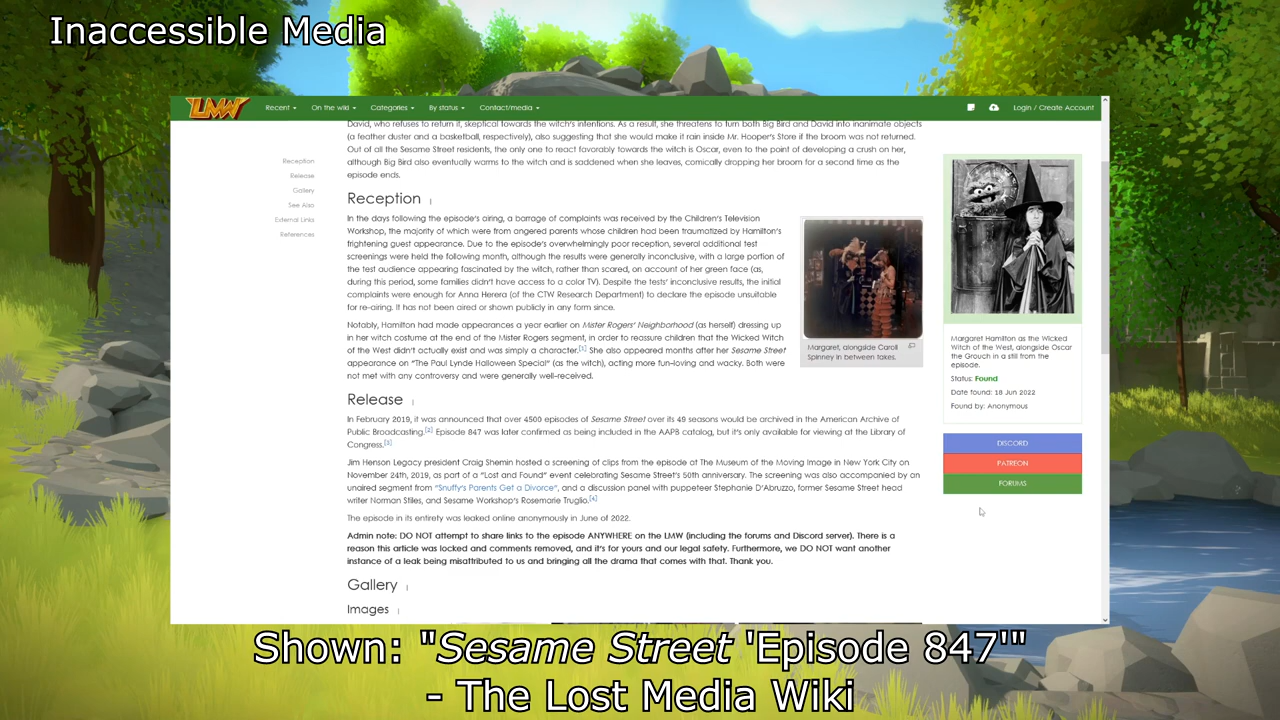 Inaccessible Media
LMW
Recent
On the wiki
Categories
By status
Contact/media
Login / Create Account
David, who refuses to return it, skeptical towards the witch's intentions. As a result, she threatens to turn both Big Bird and David into inanimate objects
(a feather duster and a basketball, respectively), also suggesting that she would make it rain inside Mr. Hooper's Store if the broom was not returned.
Out of all the Sesame Street residents, the only one to react favorably towards the witch is Oscar, even to the point of developing a crush on her,
although Big Bird also eventually warms to the witch and is saddened when she leaves, comically dropping her broom for a second time as the
episode ends.
Reception
Release
Gallery
See Also
External Links
References
Reception
In the days following the episode's airing, a barrage of complaints was received by the Children's Television
Workshop, the majority of which were from angered parents whose children had been traumatized by Hamilton's
frightening guest appearance. Due to the episode's overwhelmingly poor reception, several additional test
screenings were held the following month, although the results were generally inconclusive, with a large portion of
the test audience appearing fascinated by the witch, rather than scared, on account of her green face (as,
during this period, some families didn't have access to a color TV). Despite the tests' inconclusive results, the initial
complaints were enough for Anna Herera (of the CTW Research Department) to declare the episode unsuitable
for re-airing. It has not been aired or shown publicly in any form since.
Notably, Hamilton had made appearances a year earlier on Mister Rogers' Neighborhood (as herself) dressing up
in her witch costume at the end of the Mister Rogers segment, in order to reassure children that the Wicked Witch
of the West didn't actually exist and was simply a character.[1] She also appeared months after her Sesame Street
appearance on "The Paul Lynde Halloween Special" (as the witch), acting more fun-loving and wacky. Both were
not met with any controversy and were generally well-received.
Margaret, alongside Caroll
Spinney in between takes.
Margaret Hamilton as the Wicked
Witch of the West, alongside Oscar
the Grouch in a still from the
episode.
Status: Found
Date found: 18 Jun 2022
Found by: Anonymous
DISCORD
PATREON
FORUMS
Release
In February 2019, it was announced that over 4500 episodes of Sesame Street over its 49 seasons would be archived in the American Archive of
Public Broadcasting.[2] Episode 847 was later confirmed as being included in the AAPB catalog, but it's only available for viewing at the Library of
Congress.[3]
Jim Henson Legacy president Craig Shemin hosted a screening of clips from the episode at The Museum of the Moving Image in New York City on
November 24th, 2019, as part of a "Lost and Found" event celebrating Sesame Street's 50th anniversary. The screening was also accompanied by an
unaired segment from "Snuffy's Parents Get a Divorce", and a discussion panel with puppeteer Stephanie D'Abruzzo, former Sesame Street head
writer Norman Stiles, and Sesame Workshop's Rosemarie Truglio.[4]
The episode in its entirety was leaked online anonymously in June of 2022.
Admin note: DO NOT attempt to share links to the episode ANYWHERE on the LMW (including the forums and Discord server). There is a
reason this article was locked and comments removed, and it's for yours and our legal safety. Furthermore, we DO NOT want another
instance of a leak being misattributed to us and bringing all the drama that comes with that. Thank you.
Gallery
Images
Shown: "Sesame Street 'Episode 847'"
- The Lost Media Wiki